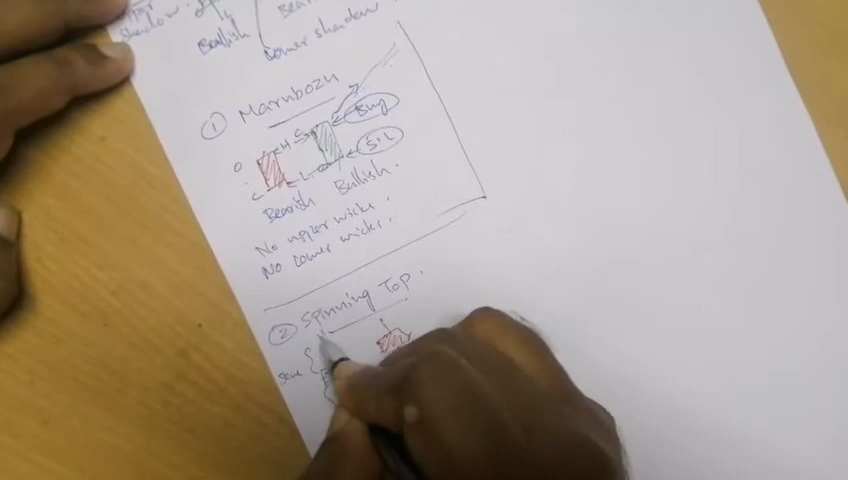 shadow.
Bullish
Lower shadow
① Marubozu
Buy
O H C
S.L
C L
Bearish Bullish.
No upper wicks.
No Lower wicks.
② Spinning Top.